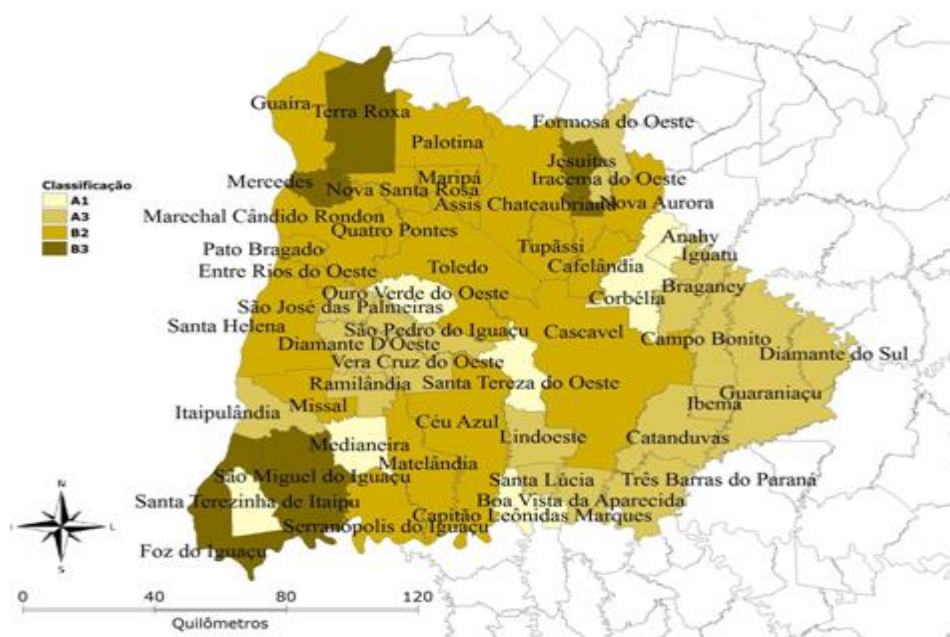 Guaíra
Terra Roxa
Formosa do Oeste
Palotina
Jesuítas
Classificação
A1
A3
B2
B3
Mercedes
Maripá
Iracema do Oeste
Nova Santa Rosa
Assis Chateaubriand
Nova Aurora
Marechal Cândido Rondon
Quatro Pontes
Anahy
Pato Bragado
Tupãssi
Iguatu
Entre Rios do Oeste
Toledo
Cafelândia
Braganey
Ouro Verde do Oeste
Corbélia
São José das Palmeiras
Santa Helena
São Pedro do Iguaçu
Cascavel
Campo Bonito
Diamante D'Oeste
Diamante do Sul
Vera Cruz do Oeste
Ramilândia
Santa Tereza do Oeste
Guaraniaçu
Itaipulândia
Missal
Ibema
Céu Azul
Medianeira
Lindoeste
Catanduvas
Matelândia
São Miguel do Iguaçu
Santa Lúcia
Três Barras do Paraná
Santa Terezinha de Itaipu
Boa Vista da Aparecida
Serranópolis do Iguaçu
Capitão Leônidas Marques
Foz do Iguaçu
N
L
S
0 40 80 120
Quilômetros